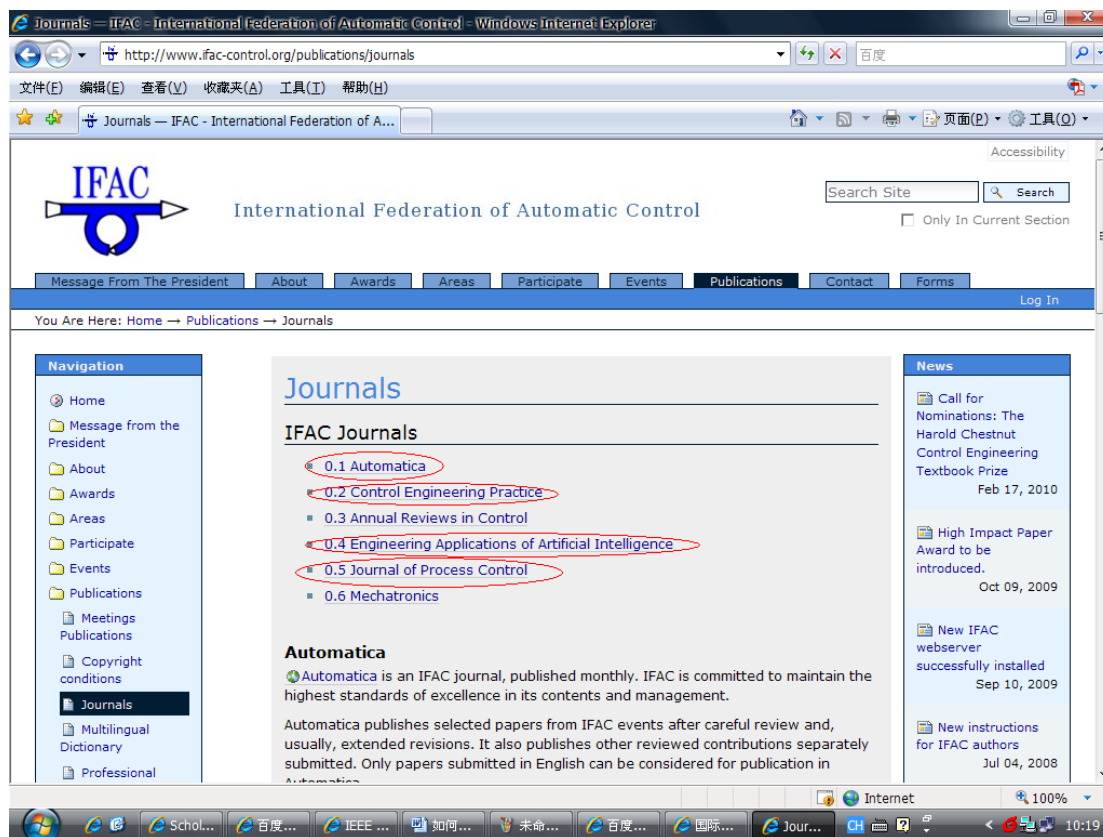 Journals — IFAC - International Federation of Automatic Control - Windows Internet Explorer
http://www.ifac-control.org/publications/journals
百度
文件(F) 编辑(E) 查看(V) 收藏夹(A) 工具(T) 帮助(H)
Journals — IFAC - International Federation of A...
页面(P) 工具(O)
Accessibility
IFAC
International Federation of Automatic Control
Search Site
Search
Only In Current Section
Message From The President About Awards Areas Participate Events Publications Contact Forms
Log In
You Are Here: Home → Publications → Journals
Navigation
Home
Message from the
President
About
Awards
Areas
Participate
Events
Publications
Meetings
Publications
Copyright
conditions
Journals
Multilingual
Dictionary
Professional
Journals
IFAC Journals
0.1 Automatica
0.2 Control Engineering Practice
0.3 Annual Reviews in Control
0.4 Engineering Applications of Artificial Intelligence
0.5 Journal of Process Control
0.6 Mechatronics
Automatica
Automatica is an IFAC journal, published monthly. IFAC is committed to maintain the
highest standards of excellence in its contents and management.
Automatica publishes selected papers from IFAC events after careful review and,
usually, extended revisions. It also publishes other reviewed contributions separately
submitted. Only papers submitted in English can be considered for publication in
Automatica
News
Call for
Nominations: The
Harold Chestnut
Control Engineering
Textbook Prize
Feb 17, 2010
High Impact Paper
Award to be
introduced.
Oct 09, 2009
New IFAC
webserver
successfully installed
Sep 10, 2009
New instructions
for IFAC authors
Jul 04, 2008
Internet
100%
Schol... 百度... IEEE ... 如何... 未命... 百度... 国际... Jour... CH 10:19